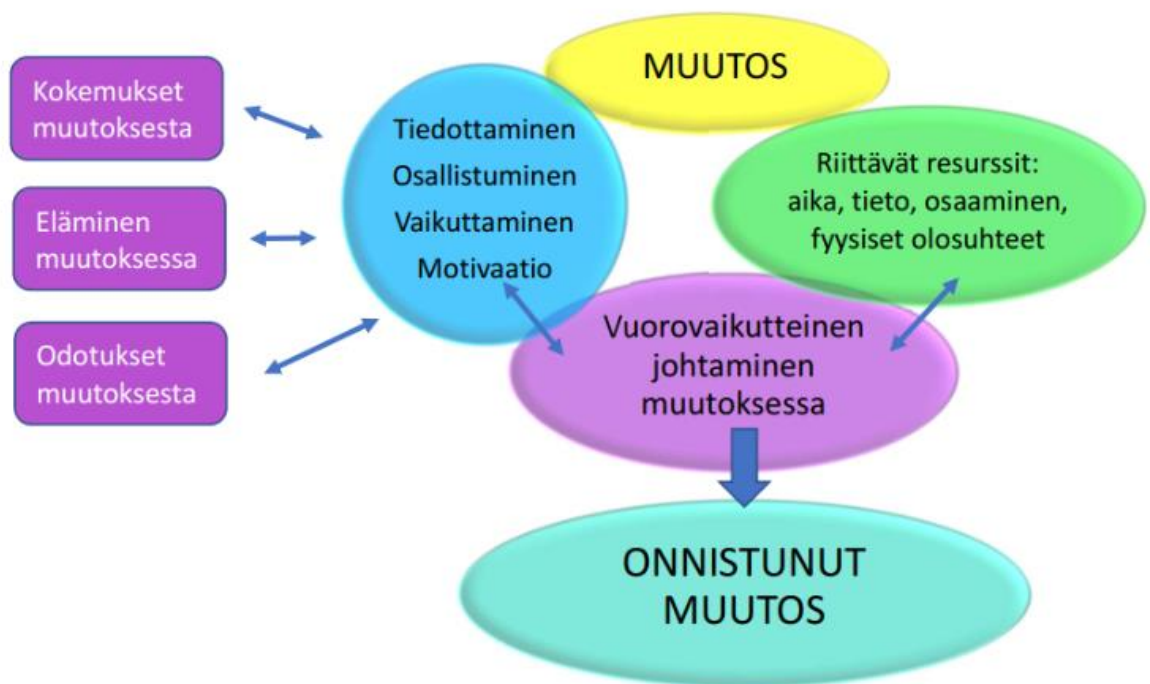 MUUTOS
Kokemukset
muutoksesta
Eläminen
muutoksessa
Odotukset
muutoksesta
Tiedottaminen
Osallistuminen
Vaikuttaminen
Motivaatio
Riittävät resurssit:
aika, tieto, osaaminen,
fyysiset olosuhteet
Vuorovaikutteinen
johtaminen
muutoksessa
ONNISTUNUT
MUUTOS